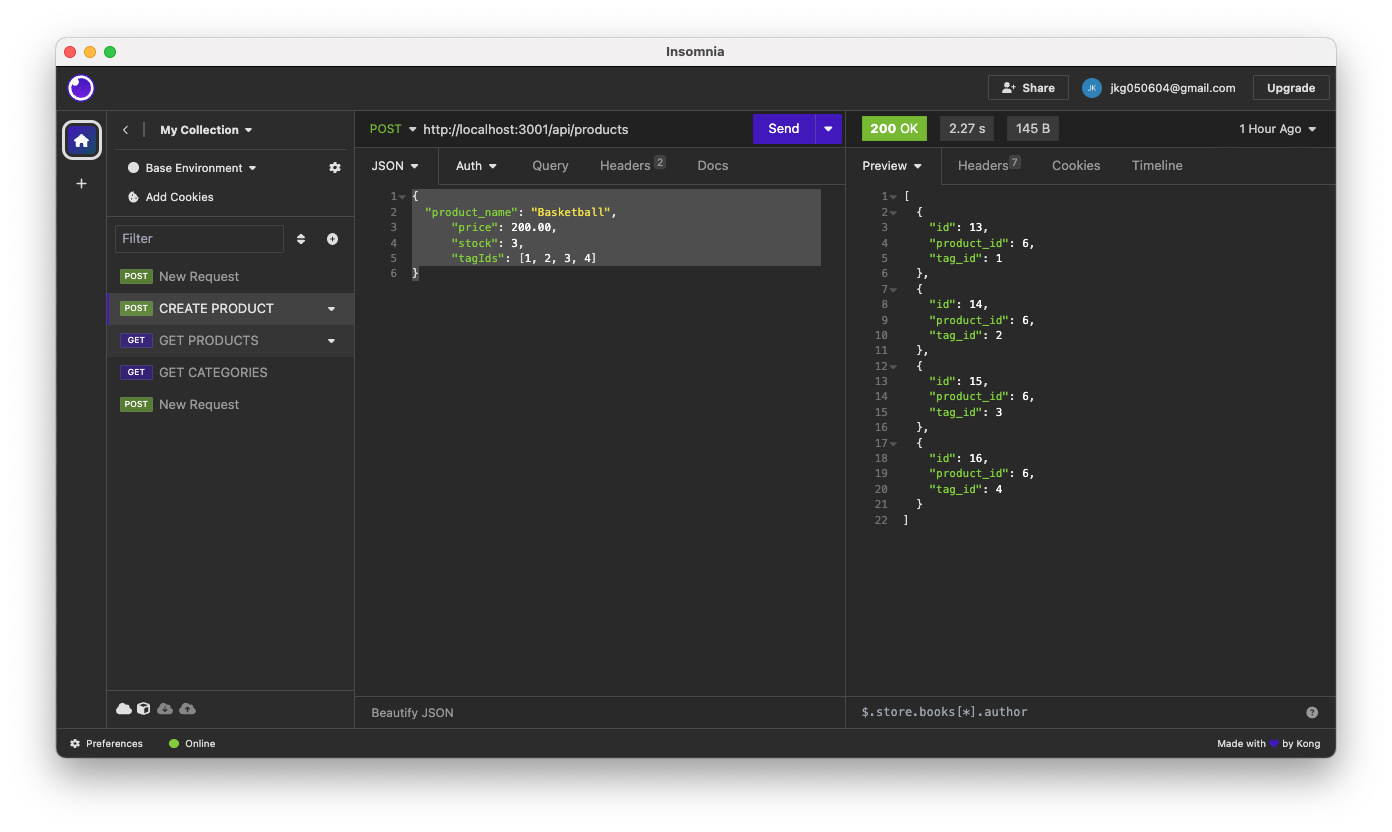 Insomnia
Share
JK
jkg050604@gmail.com
Upgrade
My Collection
Base Environment
Add Cookies
Filter
POST New Request
POST CREATE PRODUCT
GET GET PRODUCTS
GET GET CATEGORIES
POST New Request
POST http://localhost:3001/api/products
Send
JSON Auth Query Headers 2 Docs
1 {
2 "product_name": "Basketball",
3 "price": 200.00,
4 "stock": 3,
5 "tagIds": [1, 2, 3, 4]
6 }
Beautify JSON
200 OK 2.27 s 145 B 1 Hour Ago
Preview Headers 7 Cookies Timeline
1 [
2 {
3 "id": 13,
4 "product_id": 6,
5 "tag_id": 1
6 },
7 {
8 "id": 14,
9 "product_id": 6,
10 "tag_id": 2
11 },
12 {
13 "id": 15,
14 "product_id": 6,
15 "tag_id": 3
16 },
17 {
18 "id": 16,
19 "product_id": 6,
20 "tag_id": 4
21 }
22 ]
$.store.books[*].author
Preferences
Online
Made with 💜 by Kong